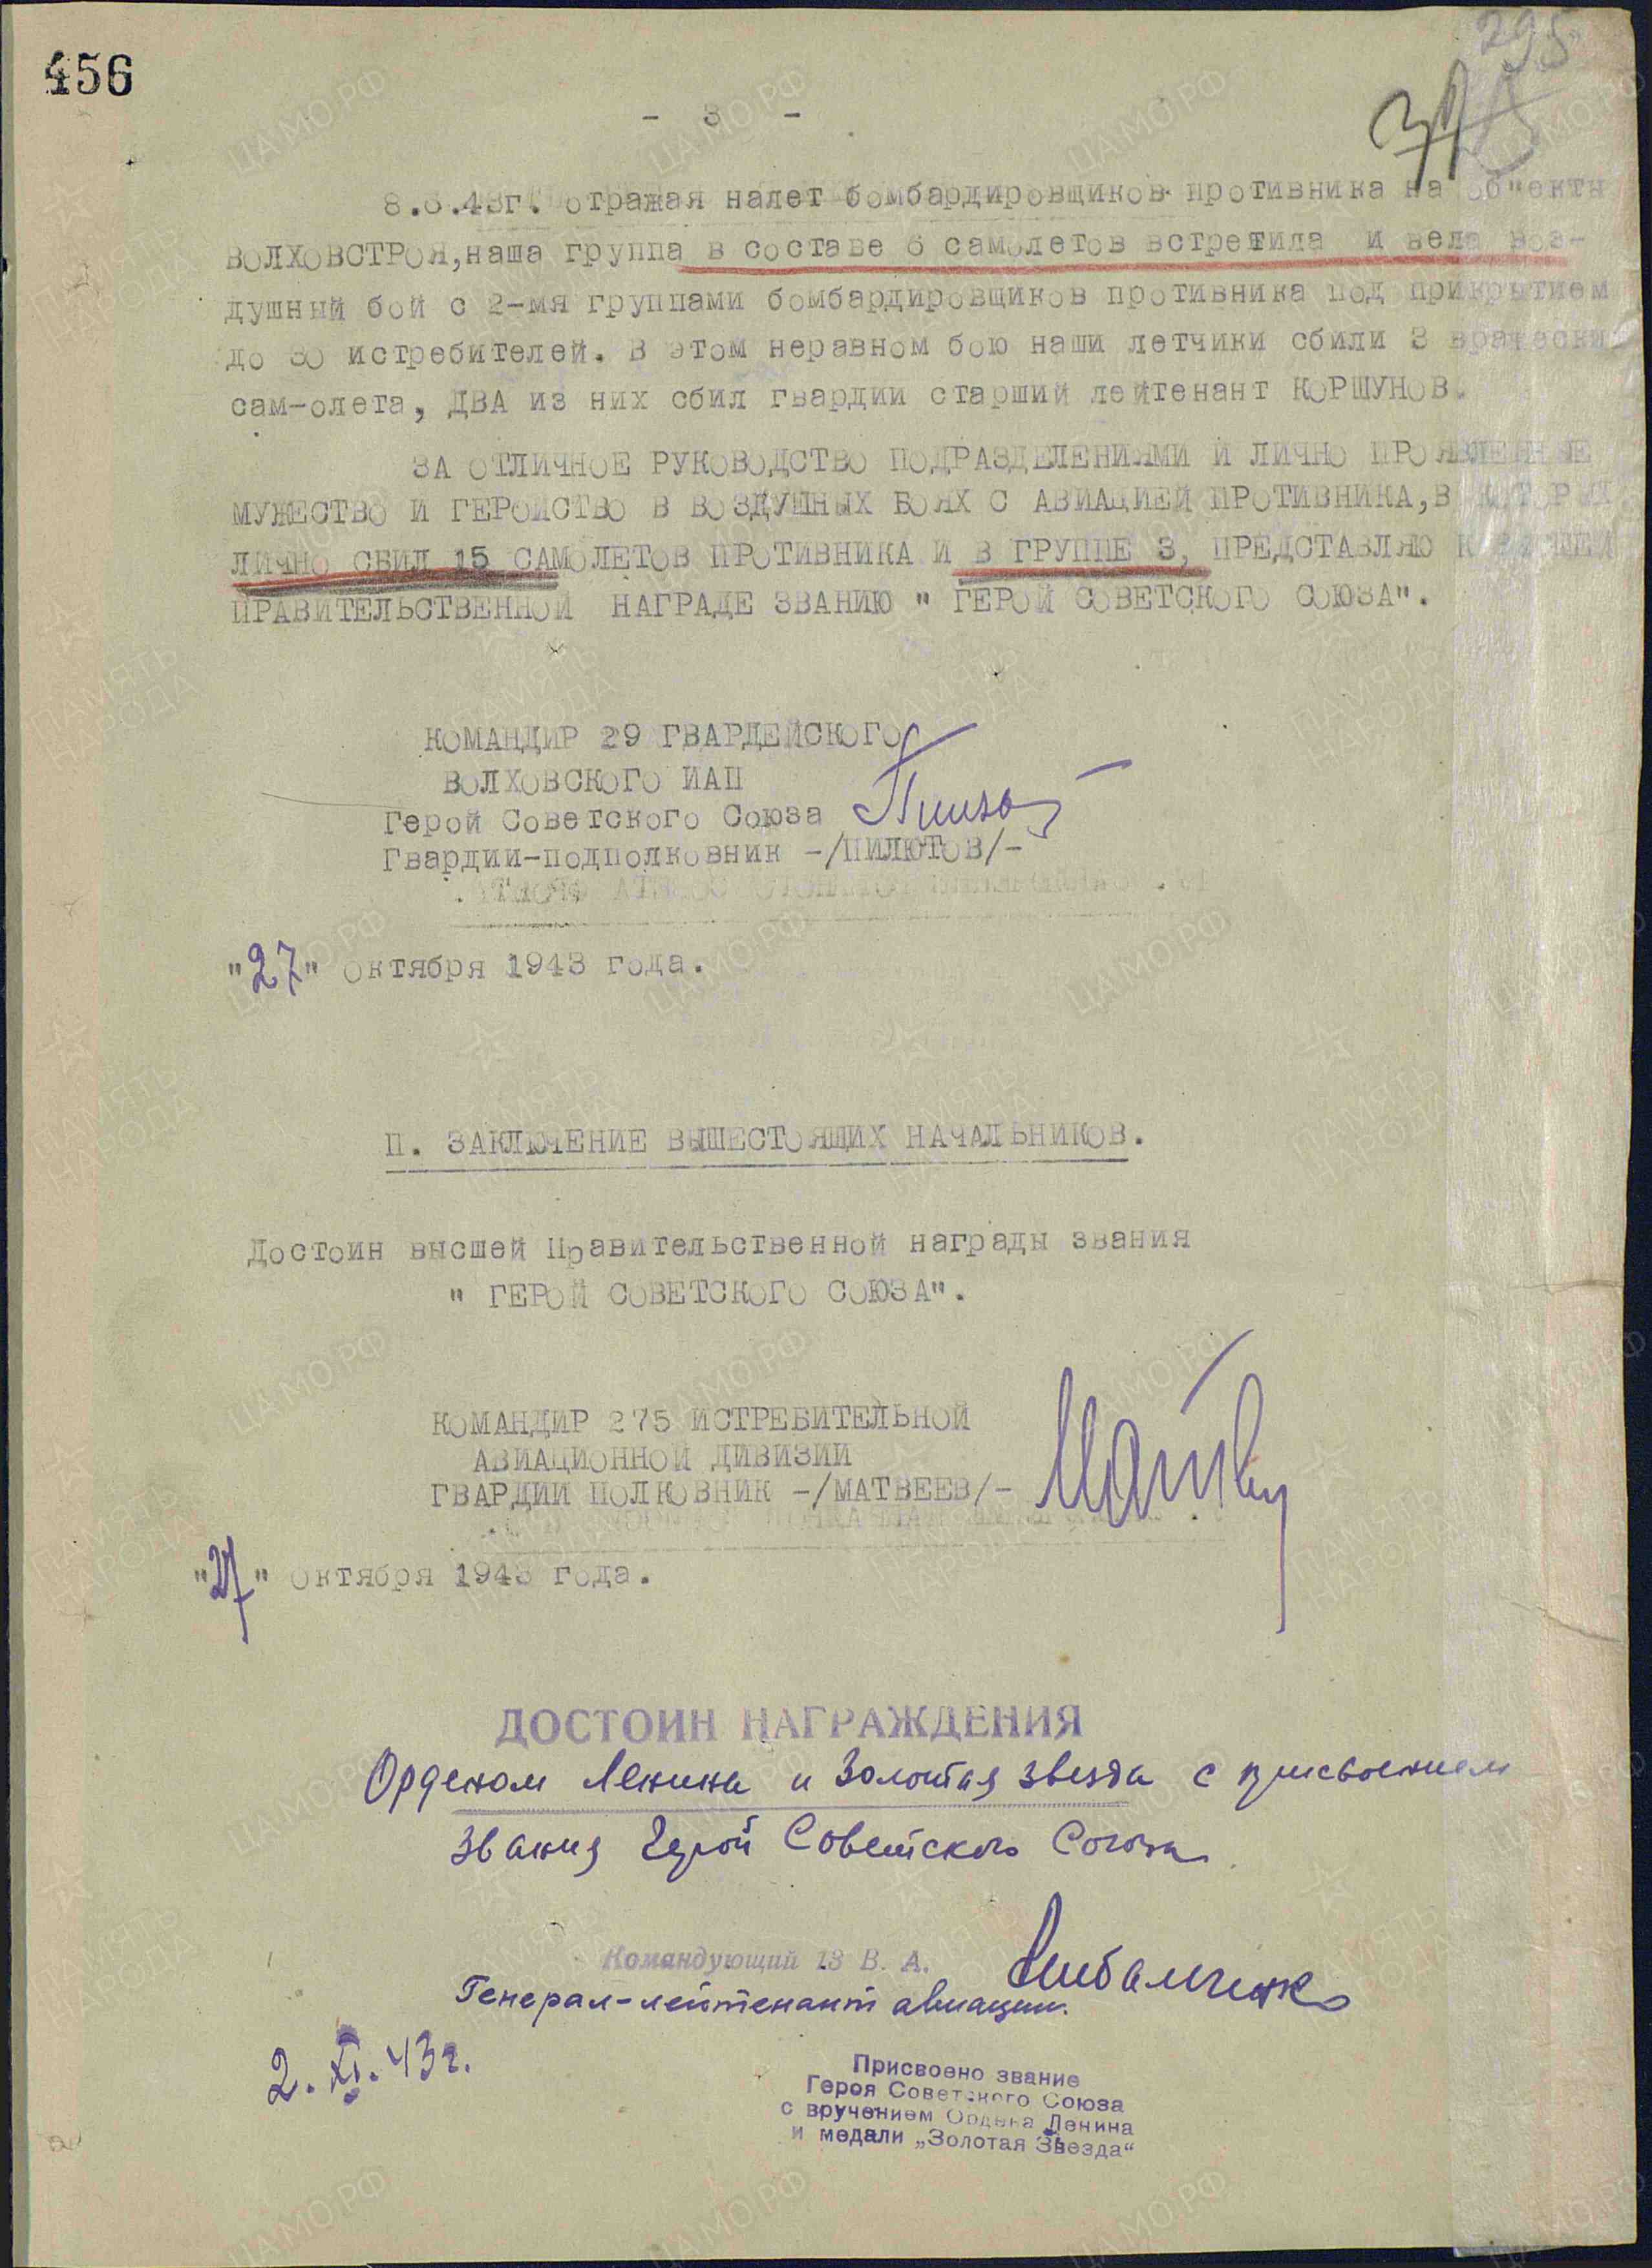 456
295
- 3 -
8.6.43г. отражая налет бомбардировщиков противника на об"екты
ВОЛХОВСТРОЯ,наша группа в составе 6 самолетов встретила и вела воз-
душный бой с 2-мя группами бомбардировщиков противника под прикрытием
до 30 истребителей. В этом неравном бою наши летчики сбили 3 вражеских
сам-олета, ДВА из них сбил гвардии старший лейтенант КОРШУНОВ.
ЗА ОТЛИЧНОЕ РУКОВОДСТВО ПОДРАЗДЕЛЕНИЯМИ И ЛИЧНО ПРОЯВЛЕННЫЕ
МУЖЕСТВО И ГЕРОЙСТВО В ВОЗДУШНЫХ БОЯХ С АВИАЦИЕЙ ПРОТИВНИКА,В КОТОРЫХ
ЛИЧНО СБИЛ 15 САМОЛЕТОВ ПРОТИВНИКА И В ГРУППЕ 3, ПРЕДСТАВЛЯЮ К ВЫСШЕЙ
ПРАВИТЕЛЬСТВЕННОЙ НАГРАДЕ ЗВАНИЮ " ГЕРОЙ СОВЕТСКОГО СОЮЗА".
КОМАНДИР 29 ГВАРДЕЙСКОГО
ВОЛХОВСКОГО ИАП
Герой Советского Союза
Гвардии-подполковник -/ПИЛЮТОВ/-
"27" октября 1943 года.
П. ЗАКЛЮЧЕНИЕ ВЫШЕСТОЯЩИХ НАЧАЛЬНИКОВ.
Достоин высшей Правительственной награды звания
" ГЕРОЙ СОВЕТСКОГО СОЮЗА".
КОМАНДИР 275 ИСТРЕБИТЕЛЬНОЙ
АВИАЦИОННОЙ ДИВИЗИИ
ГВАРДИИ ПОЛКОВНИК -/МАТВЕЕВ/-
"27" октября 1943 года.
ДОСТОИН НАГРАЖДЕНИЯ
Орденом Ленина и Золотая звезда с присвоением
звания Герой Советского Союза
Командующий 13 В. А.
Генерал-лейтенант авиации.
2.XI.43г.
Присвоено звание
Героя Советского Союза
с вручением Ордена Ленина
и медали „Золотая Звезда“